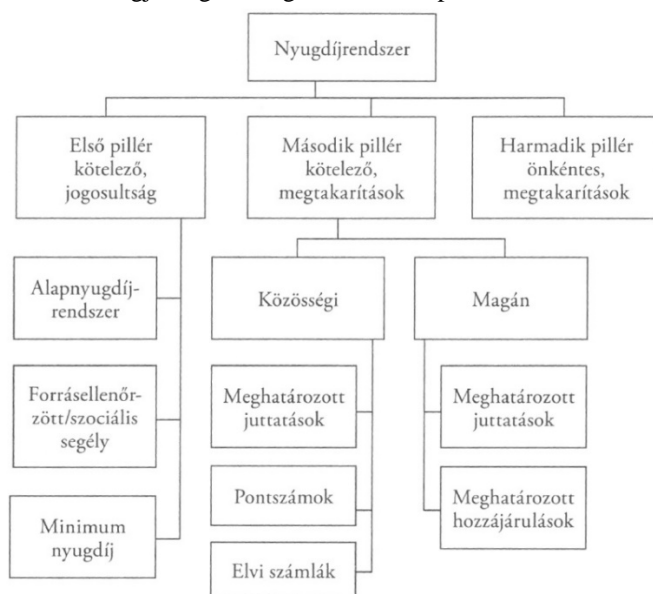 Nyugdíjrendszer
Első pillér
kötelező,
jogosultság
Második pillér
kötelező,
megtakarítások
Harmadik pillér
önkéntes,
megtakarítások
Alapnyugdíj-
rendszer
Forrásellenőr-
zött/szociális
segély
Minimum
nyugdíj
Közösségi
Meghatározott
juttatások
Pontszámok
Elvi számlák
Magán
Meghatározott
juttatások
Meghatározott
hozzájárulások